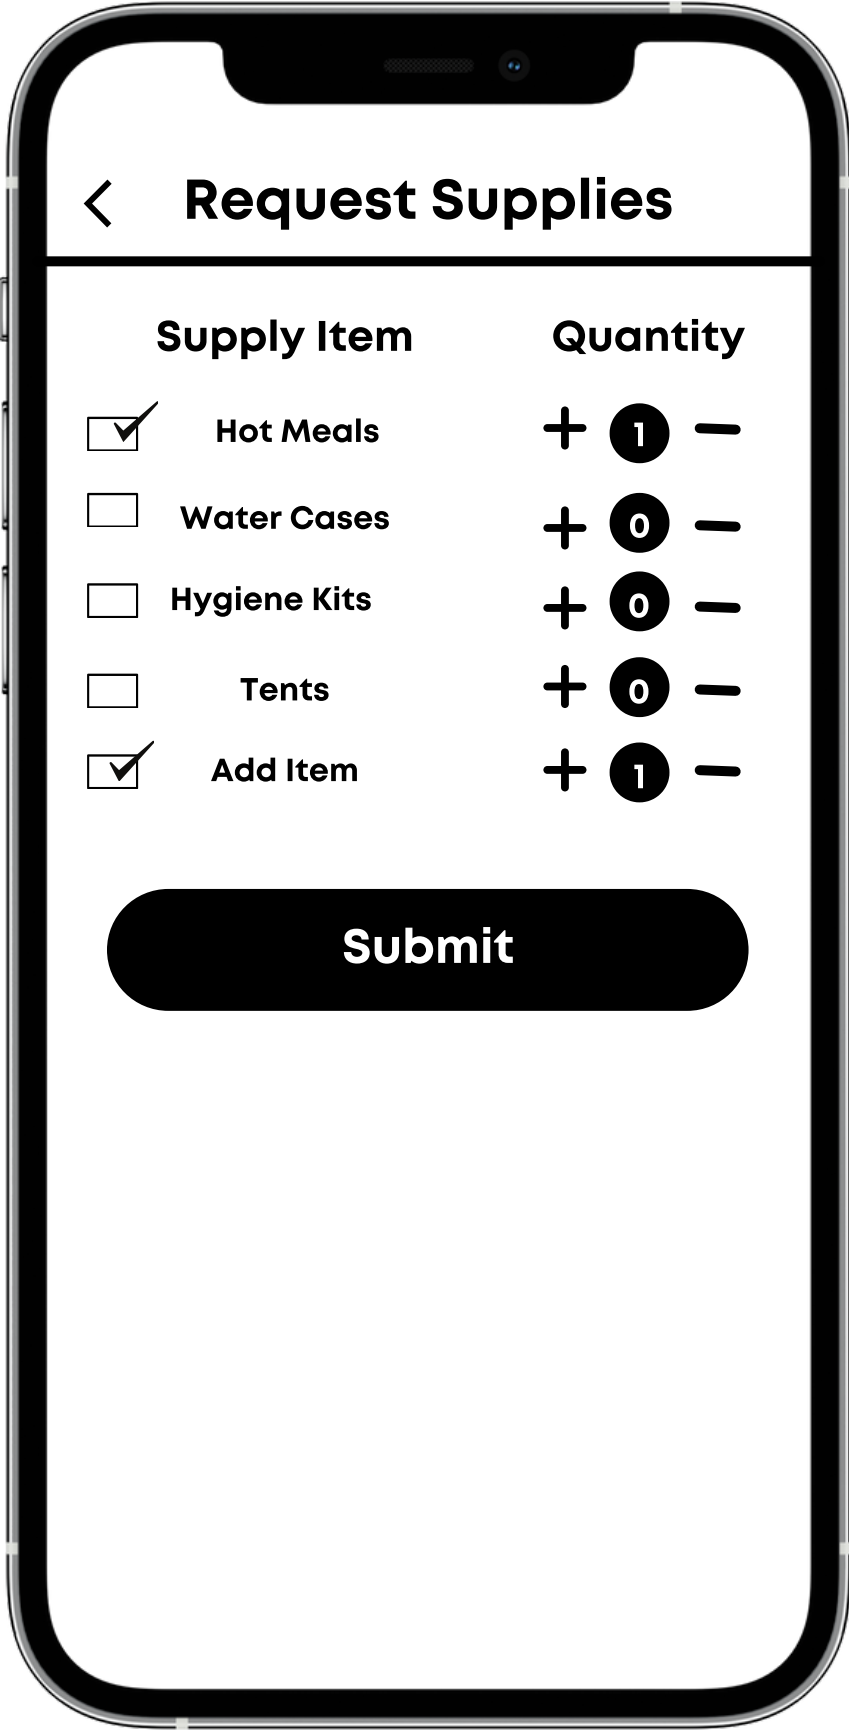 Request Supplies
Supply Item Quantity
Hot Meals + 1 -
Water Cases + 0 -
Hygiene Kits + 0 -
Tents + 0 -
Add Item + 1 -
Submit